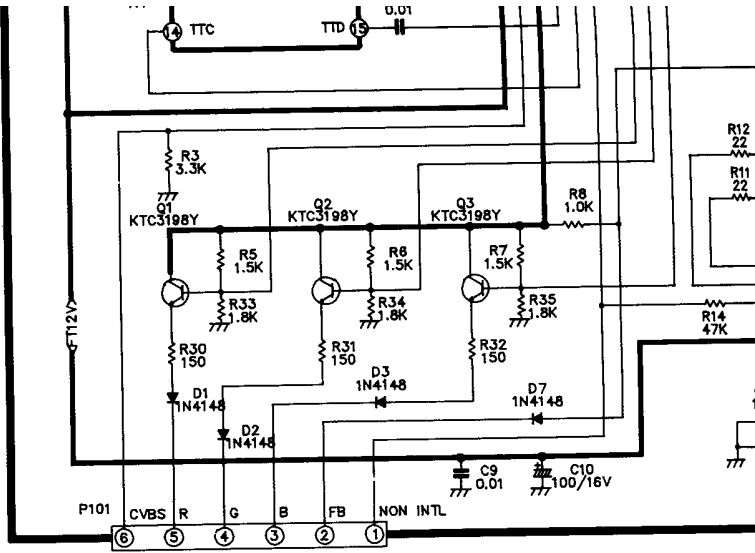 0.01
14 TTC TTD 15
R3
3.3K
R12
22
R11
22
Q1
KTC3198Y
Q2
KTC3198Y
Q3
KTC3198Y
R8
1.0K
R5
1.5K
R6
1.5K
R7
1.5K
R33
1.8K
R34
1.8K
R35
1.8K
FT12V
R14
47K
R30
150
R31
150
R32
150
D1
1N4148
D3
1N4148
D7
1N4148
D2
1N4148
C9
0.01
C10
100/16V
P101 CVBS R G B FB NON INTL
6 5 4 3 2 1